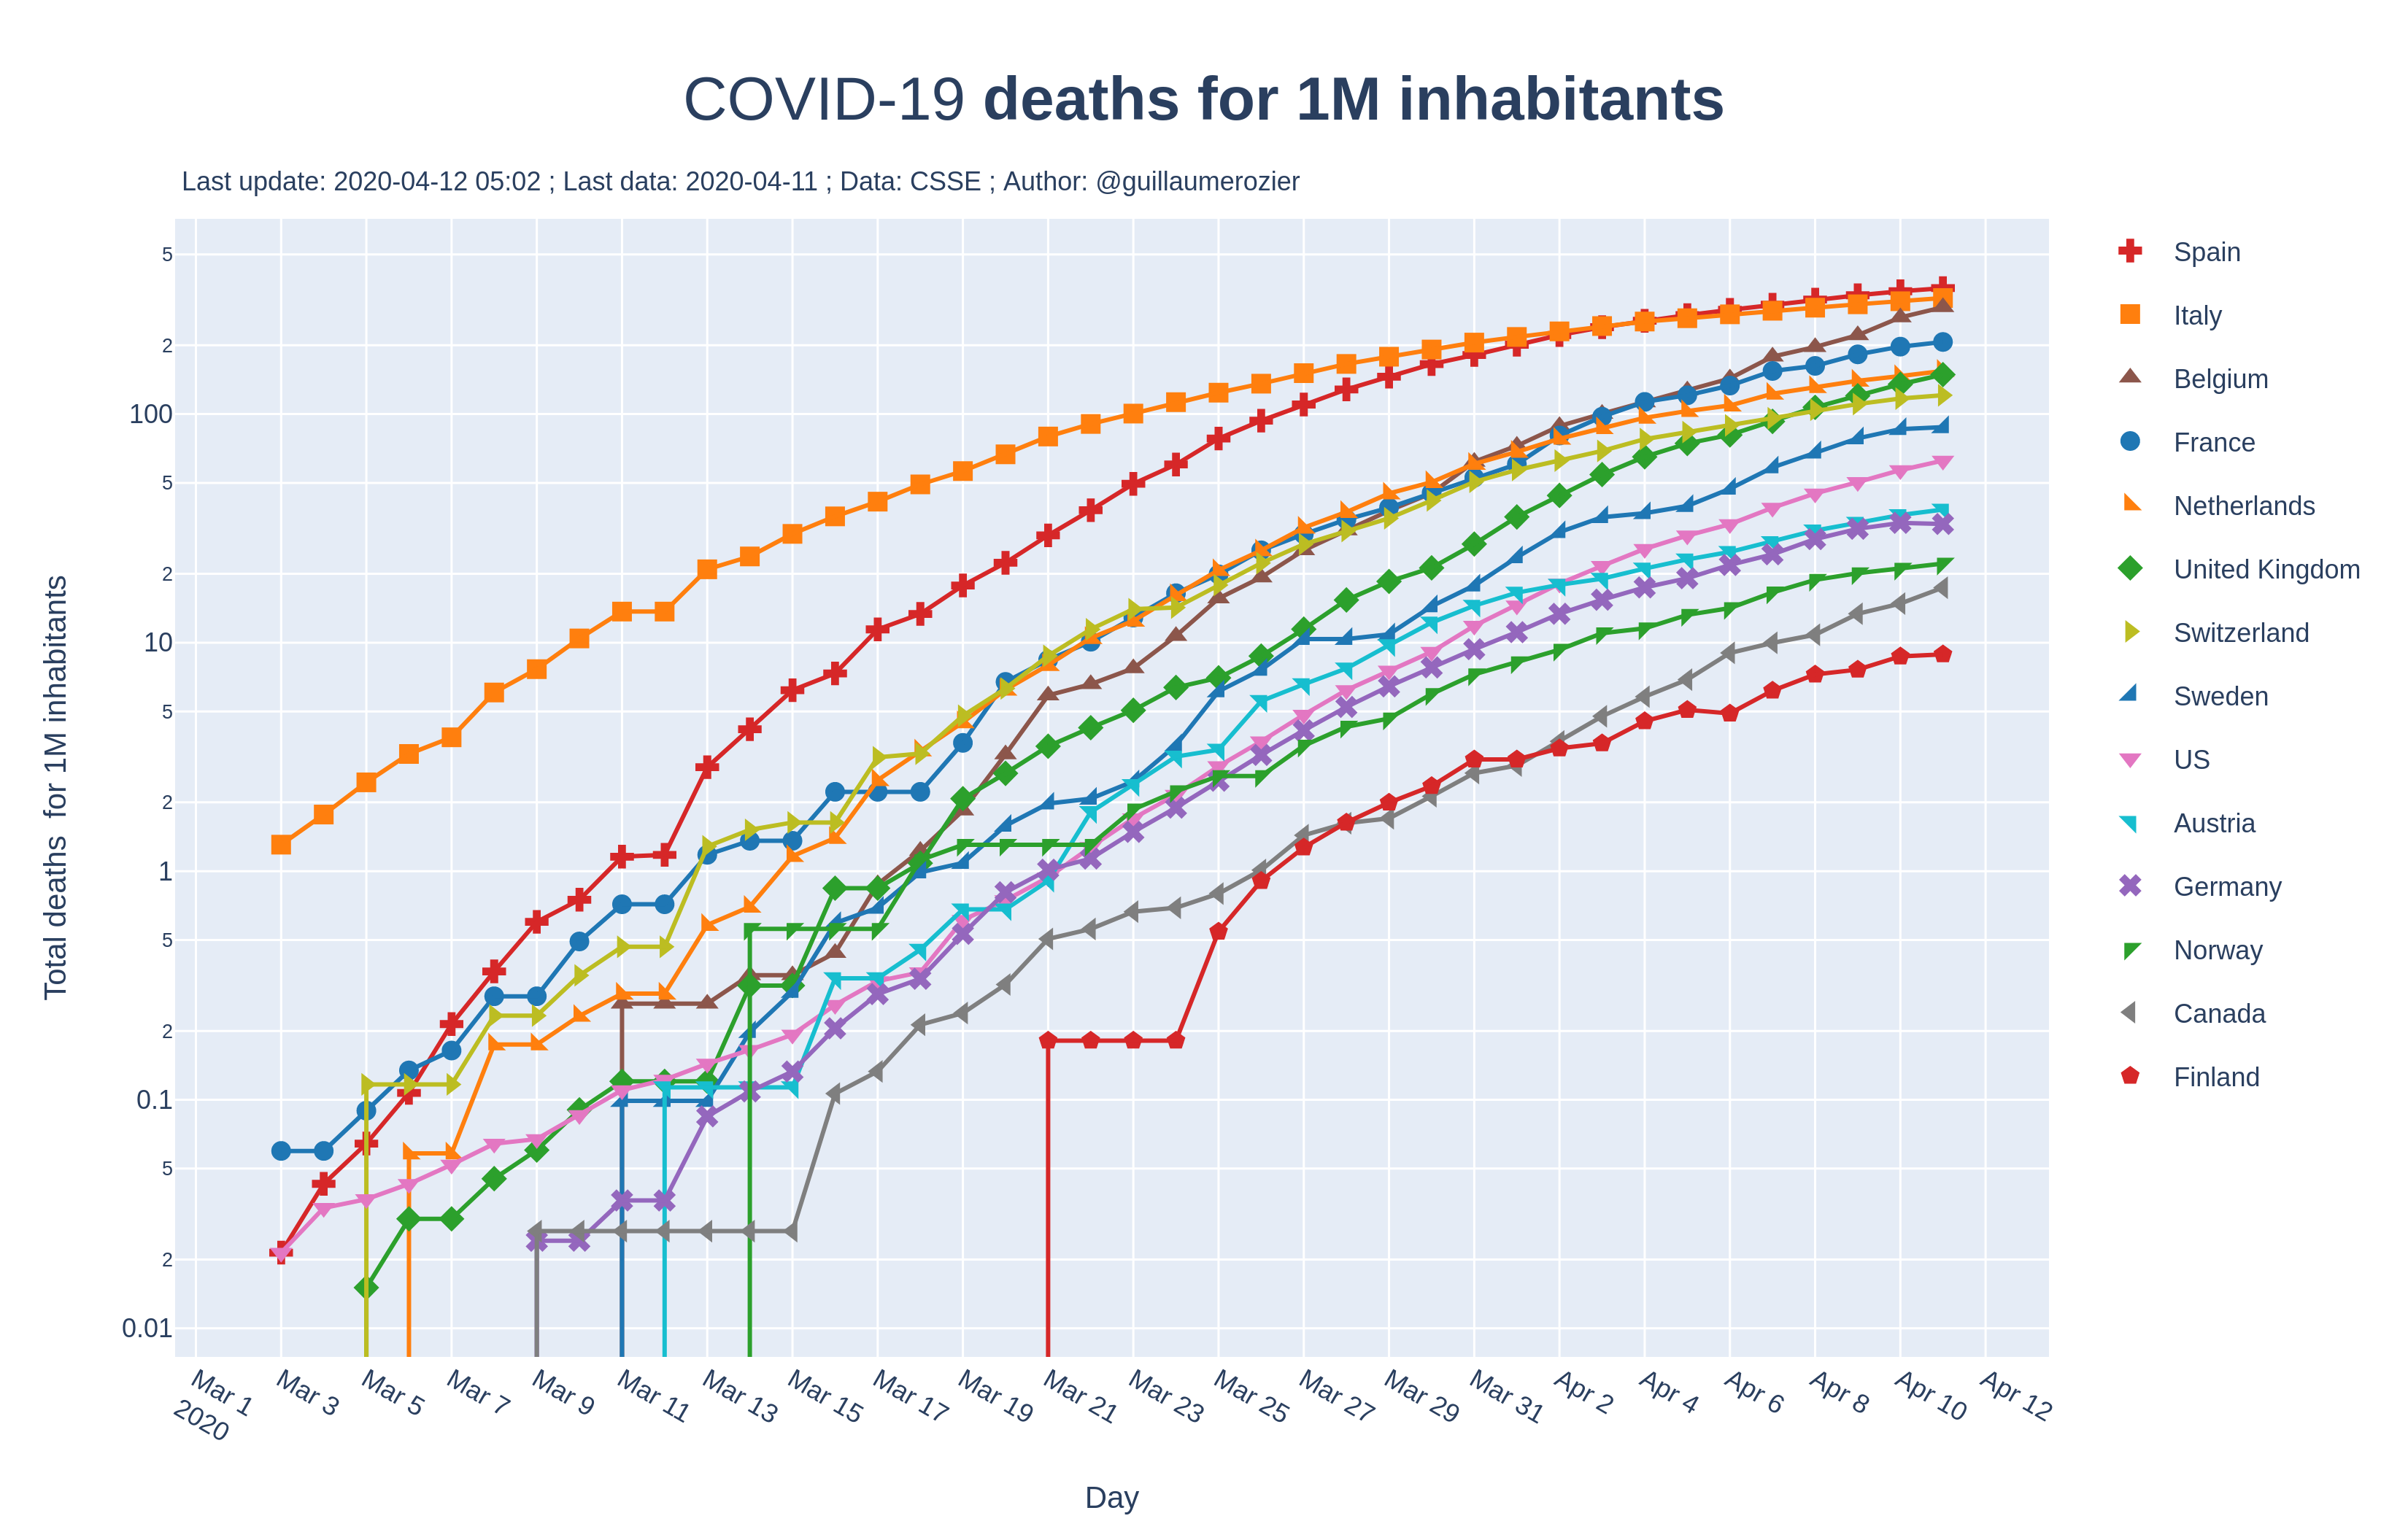 COVID-19 deaths for 1M inhabitants
Last update: 2020-04-12 05:02 ; Last data: 2020-04-11 ; Data: CSSE ; Author: @guillaumerozier
Total deaths for 1M inhabitants
5
2
100
5
2
10
5
2
1
5
2
0.1
5
2
0.01
Mar 1
2020
Mar 3
Mar 5
Mar 7
Mar 9
Mar 11
Mar 13
Mar 15
Mar 17
Mar 19
Mar 21
Mar 23
Mar 25
Mar 27
Mar 29
Mar 31
Apr 2
Apr 4
Apr 6
Apr 8
Apr 10
Apr 12
Day
Spain
Italy
Belgium
France
Netherlands
United Kingdom
Switzerland
Sweden
US
Austria
Germany
Norway
Canada
Finland